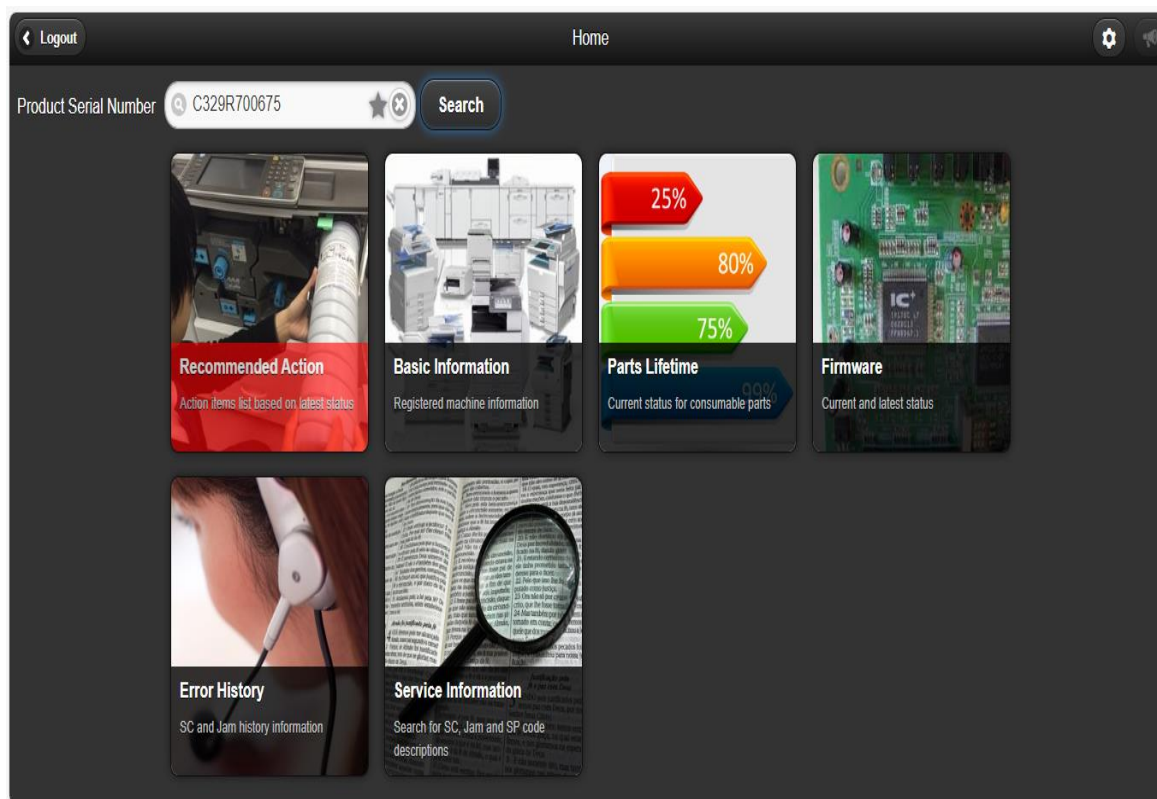 Logout
Home
Product Serial Number
C329R700675
Search
25%
80%
75%
99%
Recommended Action
Action items list based on latest status
Basic Information
Registered machine information
Parts Lifetime
Current status for consumable parts
IC+
Firmware
Current and latest status
Error History
SC and Jam history information
Service Information
Search for SC, Jam and SP code
descriptions